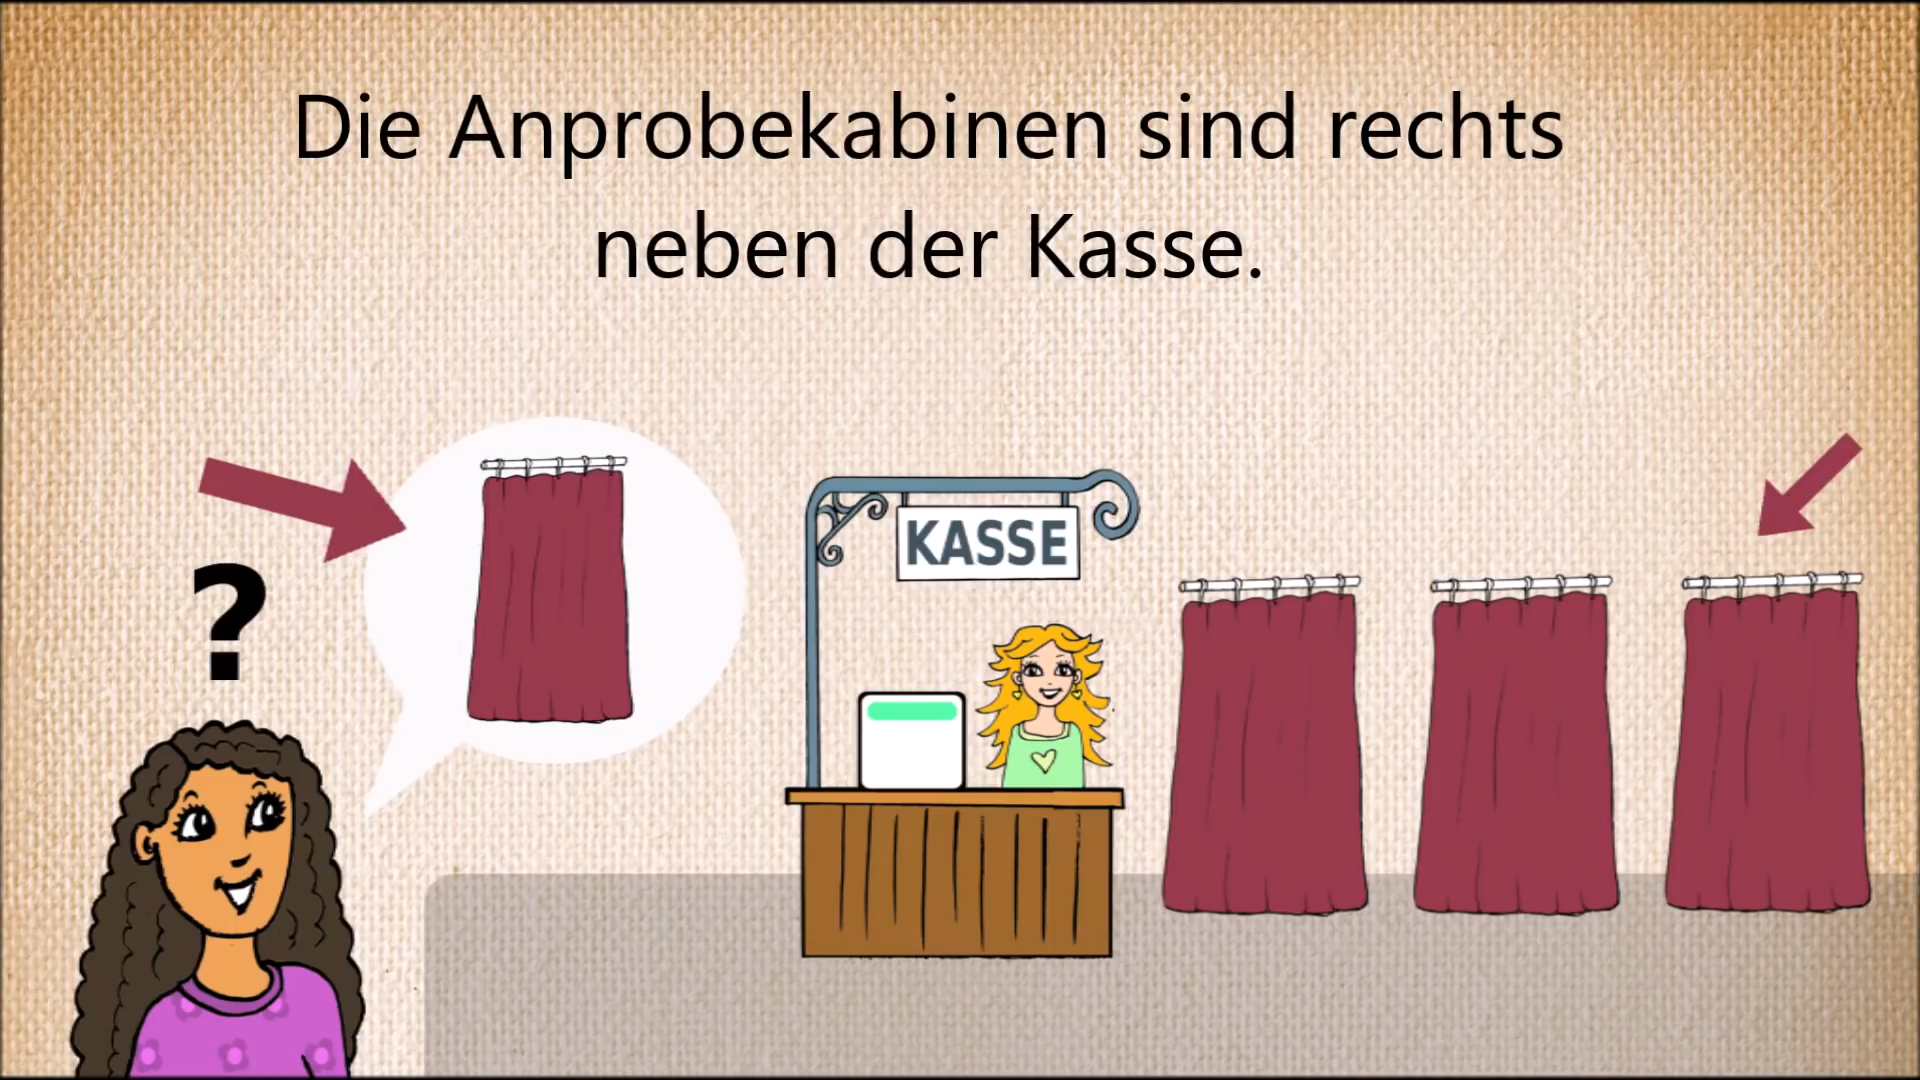 Die Anprobekabinen sind rechts
neben der Kasse.
KASSE
?